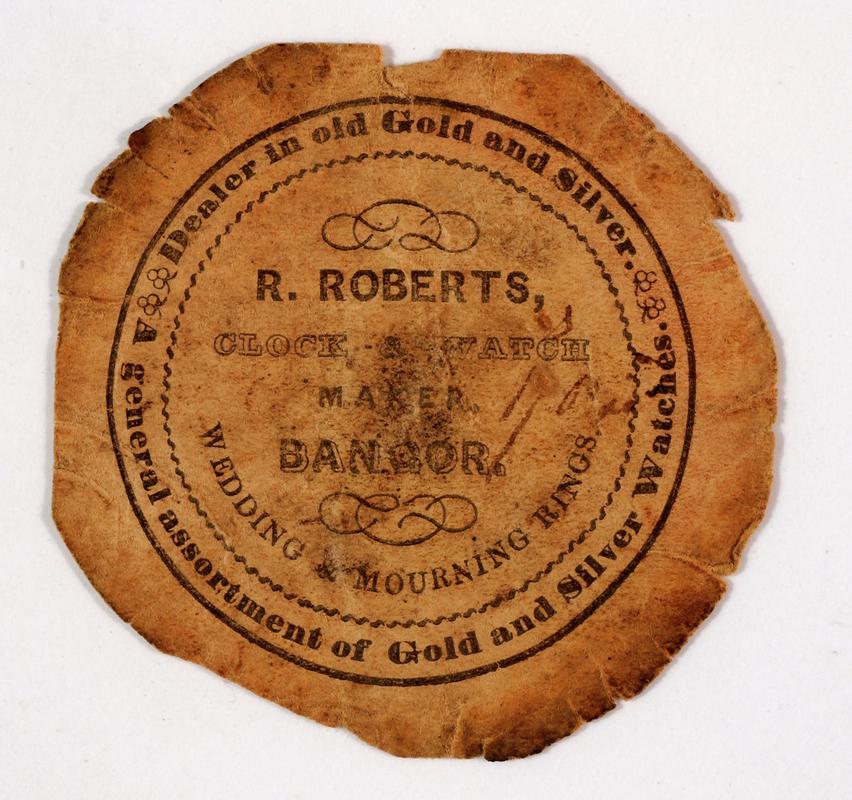 Dealer in old Gold and Silver.
R. ROBERTS,
CLOCK & WATCH
MAKER,
BANGOR.
WEDDING & MOURNING RINGS.
A general assortment of Gold and Silver Watches.